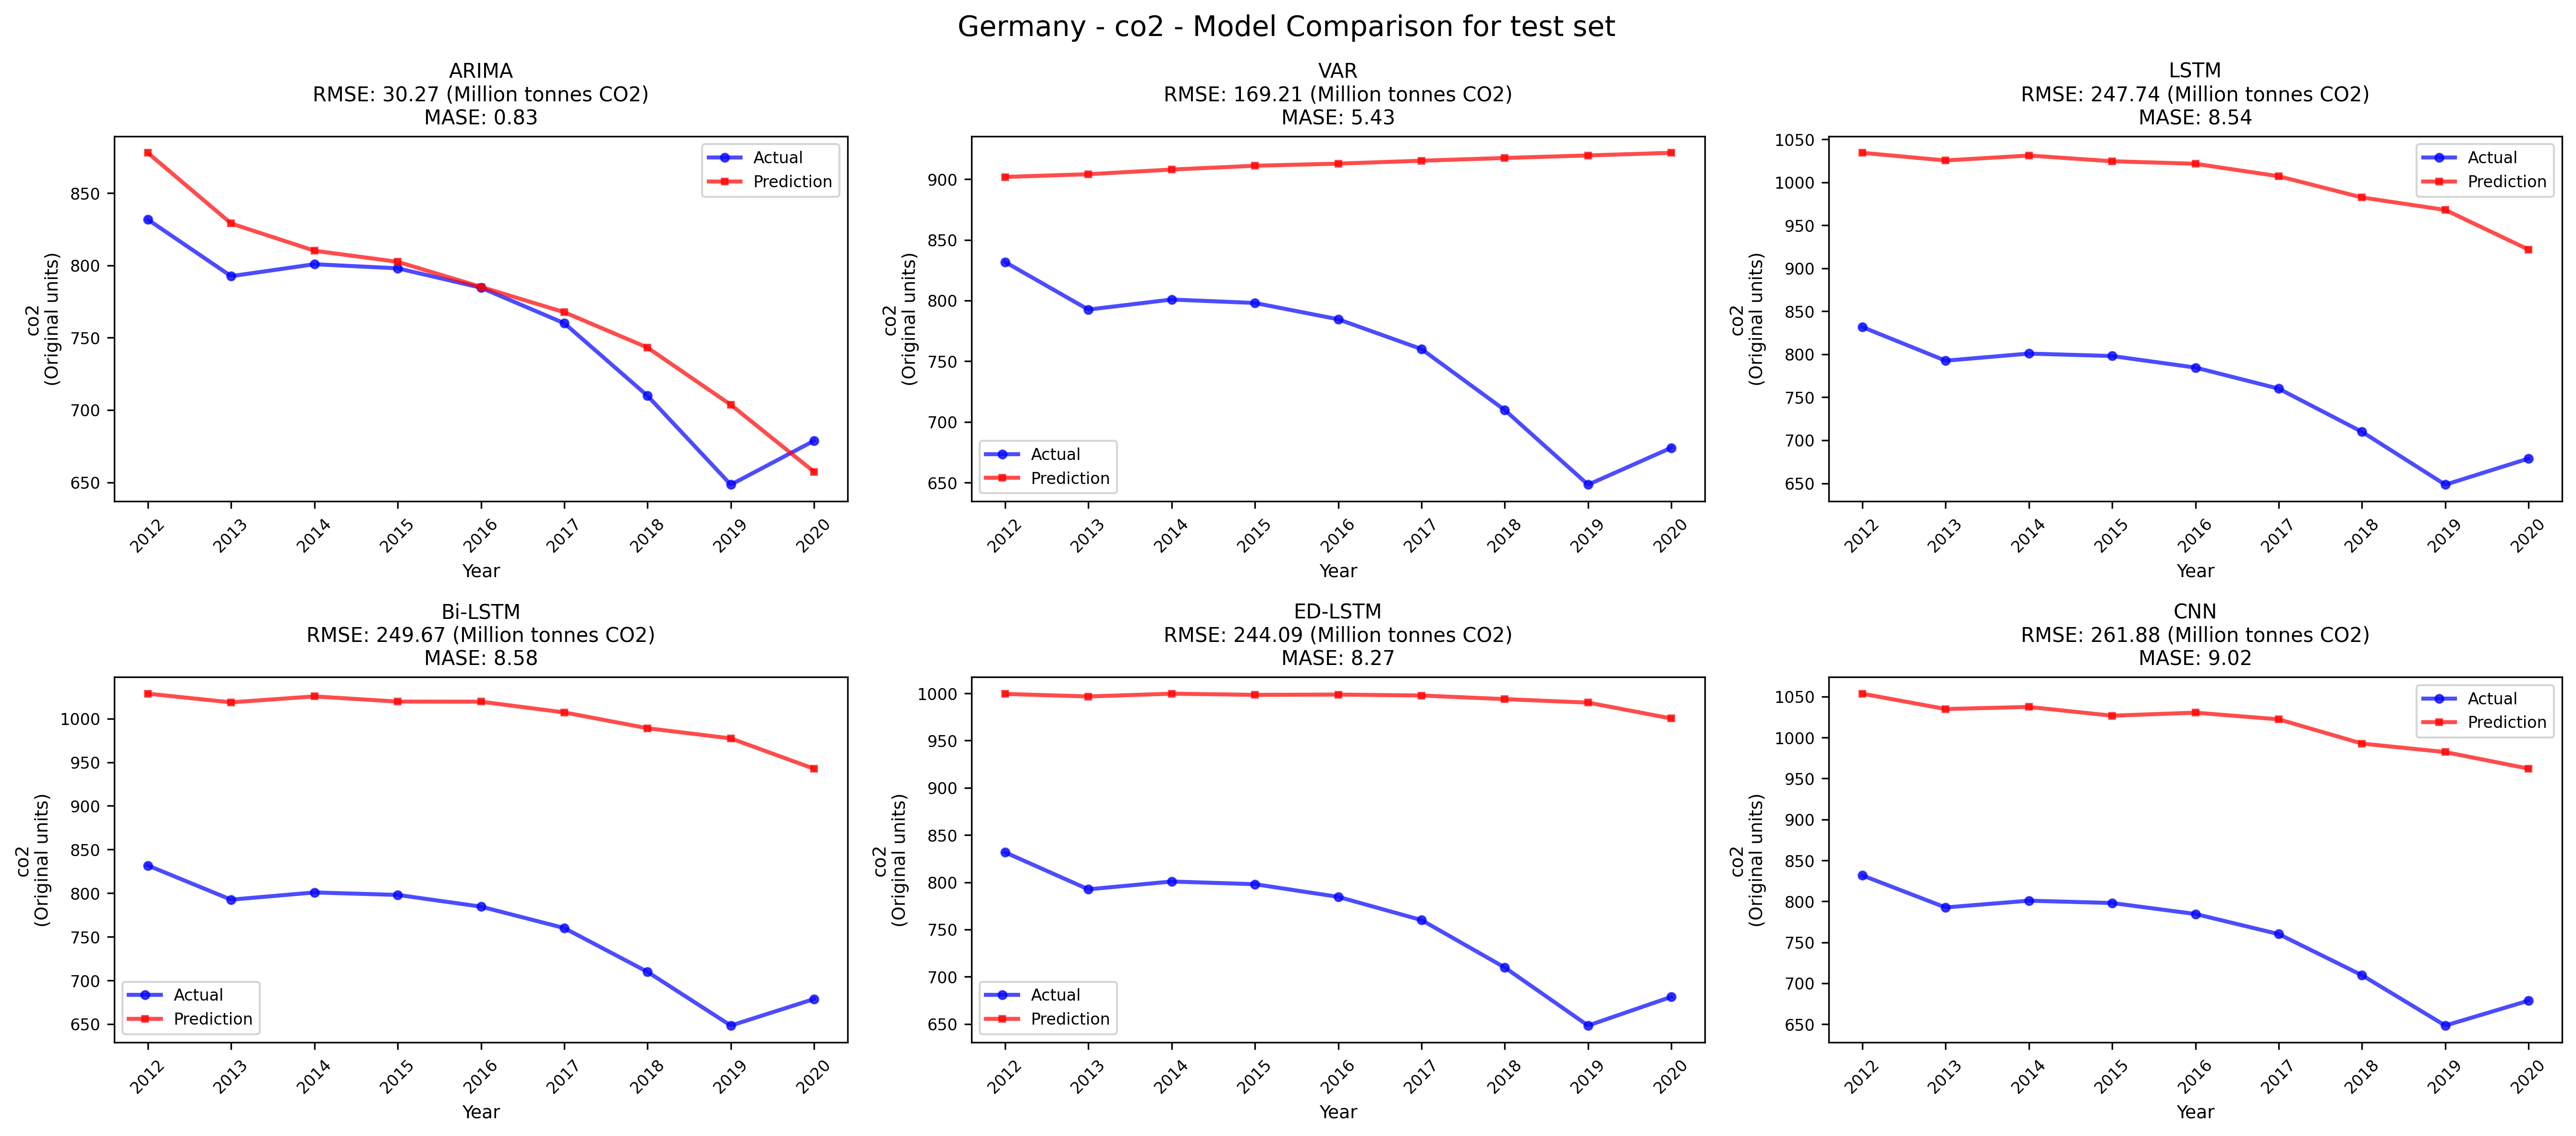 Germany - co2 - Model Comparison for test set
ARIMA
RMSE: 30.27 (Million tonnes CO2)
MASE: 0.83
850
800
750
700
650
co2
(Original units)
Actual
Prediction
2012
2013
2014
2015
2016
2017
2018
2019
2020
Year
VAR
RMSE: 169.21 (Million tonnes CO2)
MASE: 5.43
900
850
800
750
700
650
co2
(Original units)
Actual
Prediction
2012
2013
2014
2015
2016
2017
2018
2019
2020
Year
LSTM
RMSE: 247.74 (Million tonnes CO2)
MASE: 8.54
1050
1000
950
900
850
800
750
700
650
co2
(Original units)
Actual
Prediction
2012
2013
2014
2015
2016
2017
2018
2019
2020
Year
Bi-LSTM
RMSE: 249.67 (Million tonnes CO2)
MASE: 8.58
1000
950
900
850
800
750
700
650
co2
(Original units)
Actual
Prediction
2012
2013
2014
2015
2016
2017
2018
2019
2020
Year
ED-LSTM
RMSE: 244.09 (Million tonnes CO2)
MASE: 8.27
1000
950
900
850
800
750
700
650
co2
(Original units)
Actual
Prediction
2012
2013
2014
2015
2016
2017
2018
2019
2020
Year
CNN
RMSE: 261.88 (Million tonnes CO2)
MASE: 9.02
1050
1000
950
900
850
800
750
700
650
co2
(Original units)
Actual
Prediction
2012
2013
2014
2015
2016
2017
2018
2019
2020
Year